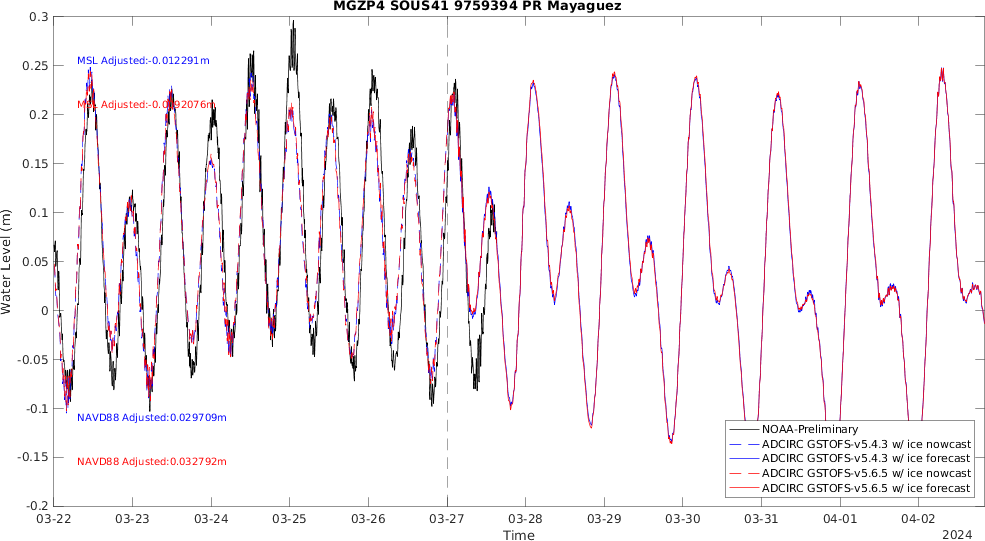 MGZP4 SOUS41 9759394 PR Mayaguez
0.3
0.25
0.2
0.15
0.1
0.05
0
-0.05
-0.1
-0.15
-0.2
Water Level (m)
MSL Adjusted:-0.012291m
Adjusted:-0.0092076m
NAVD88 Adjusted:0.029709m
NAVD88 Adjusted:0.032792m
NOAA-Preliminary
ADCIRC GSTOFS-v5.4.3 w/ ice nowcast
ADCIRC GSTOFS-v5.4.3 w/ ice forecast
ADCIRC GSTOFS-v5.6.5 w/ ice nowcast
ADCIRC GSTOFS-v5.6.5 w/ ice forecast
03-22 03-23 03-24 03-25 03-26 03-27 03-28 03-29 03-30 03-31 04-01 04-02
Time
2024